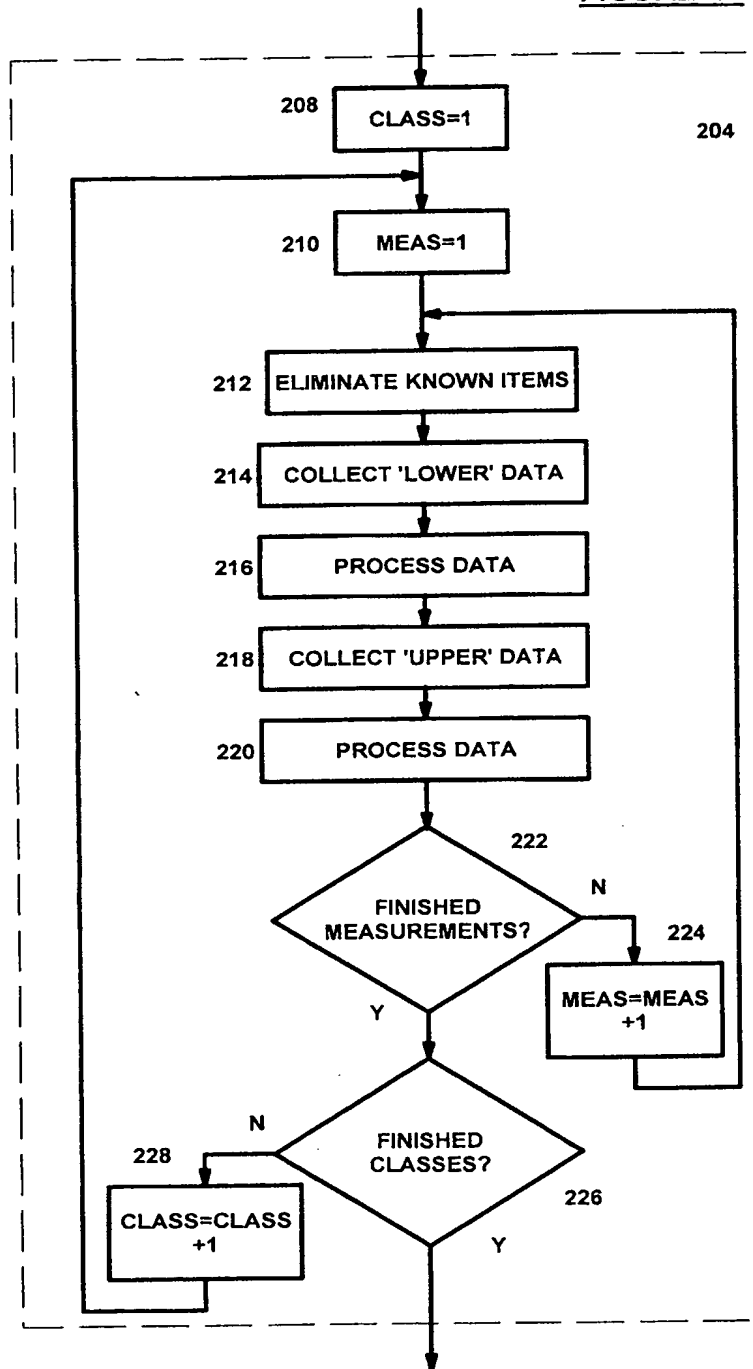 208
CLASS=1
204
210
MEAS=1
212
ELIMINATE KNOWN ITEMS
214
COLLECT 'LOWER' DATA
216
PROCESS DATA
218
COLLECT 'UPPER' DATA
220
PROCESS DATA
222
FINISHED
MEASUREMENTS?
N
224
MEAS=MEAS
+1
Y
N
FINISHED
CLASSES?
228
226
CLASS=CLASS
+1
Y